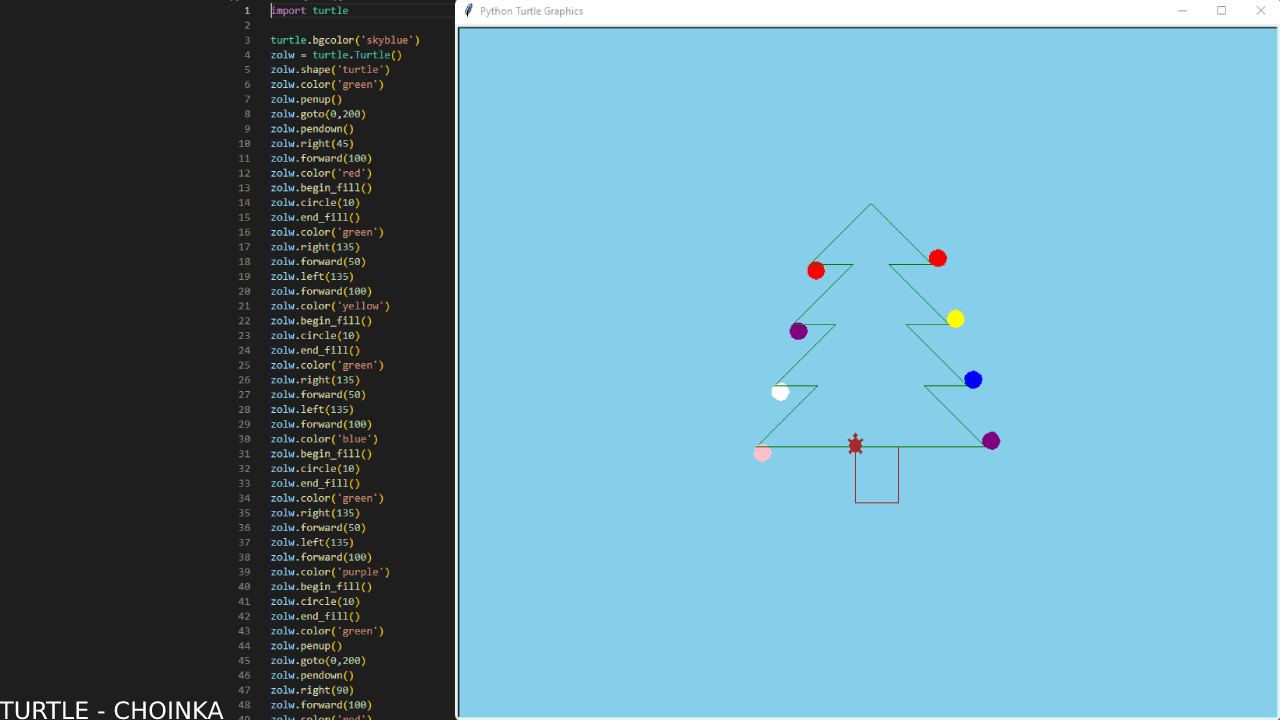 1 import turtle
2
3 turtle.bgcolor('skyblue')
4 zolw = turtle.Turtle()
5 zolw.shape('turtle')
6 zolw.color('green')
7 zolw.penup()
8 zolw.goto(0,200)
9 zolw.pendown()
10 zolw.right(45)
11 zolw.forward(100)
12 zolw.color('red')
13 zolw.begin_fill()
14 zolw.circle(10)
15 zolw.end_fill()
16 zolw.color('green')
17 zolw.right(135)
18 zolw.forward(50)
19 zolw.left(135)
20 zolw.forward(100)
21 zolw.color('yellow')
22 zolw.begin_fill()
23 zolw.circle(10)
24 zolw.end_fill()
25 zolw.color('green')
26 zolw.right(135)
27 zolw.forward(50)
28 zolw.left(135)
29 zolw.forward(100)
30 zolw.color('blue')
31 zolw.begin_fill()
32 zolw.circle(10)
33 zolw.end_fill()
34 zolw.color('green')
35 zolw.right(135)
36 zolw.forward(50)
37 zolw.left(135)
38 zolw.forward(100)
39 zolw.color('purple')
40 zolw.begin_fill()
41 zolw.circle(10)
42 zolw.end_fill()
43 zolw.color('green')
44 zolw.penup()
45 zolw.goto(0,200)
46 zolw.pendown()
47 zolw.right(90)
48 zolw.forward(100)
49 zolw.color('red')
Python Turtle Graphics
TURTLE - CHOINKA